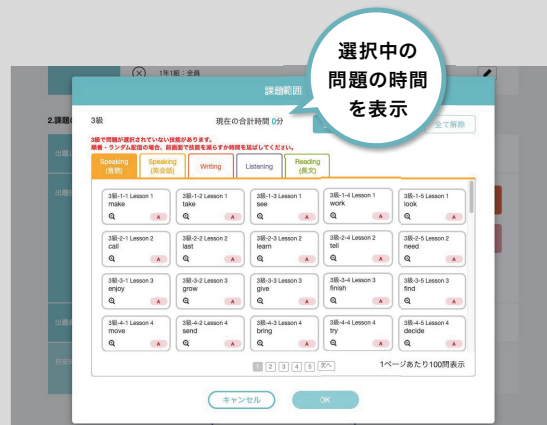 選択中の
問題の時間
を表示
1年1組：全員
課題範囲
2.課題
3級
現在の合計時間 0分
全て解除
3級で問題が選択されていない技能があります。
順番・ランダム配信の場合、前画面で技能を減らすか時間を延ばしてください。
Speaking
(音読)
Speaking
(英会話)
Writing
Listening
Reading
(長文)
3級-1-1 Lesson 1
make
A
3級-1-2 Lesson 1
take
A
3級-1-3 Lesson 1
see
A
3級-1-4 Lesson 1
work
A
3級-1-5 Lesson 1
look
A
3級-2-1 Lesson 2
call
A
3級-2-2 Lesson 2
last
A
3級-2-3 Lesson 2
learn
A
3級-2-4 Lesson 2
tell
A
3級-2-5 Lesson 2
need
A
3級-3-1 Lesson 3
enjoy
A
3級-3-2 Lesson 3
grow
A
3級-3-3 Lesson 3
give
A
3級-3-4 Lesson 3
finish
A
3級-3-5 Lesson 3
find
A
3級-4-1 Lesson 4
move
A
3級-4-2 Lesson 4
send
A
3級-4-3 Lesson 4
bring
A
3級-4-4 Lesson 4
try
A
3級-4-5 Lesson 4
decide
A
1 2 3 4 5 次へ
1ページあたり100問表示
キャンセル
OK